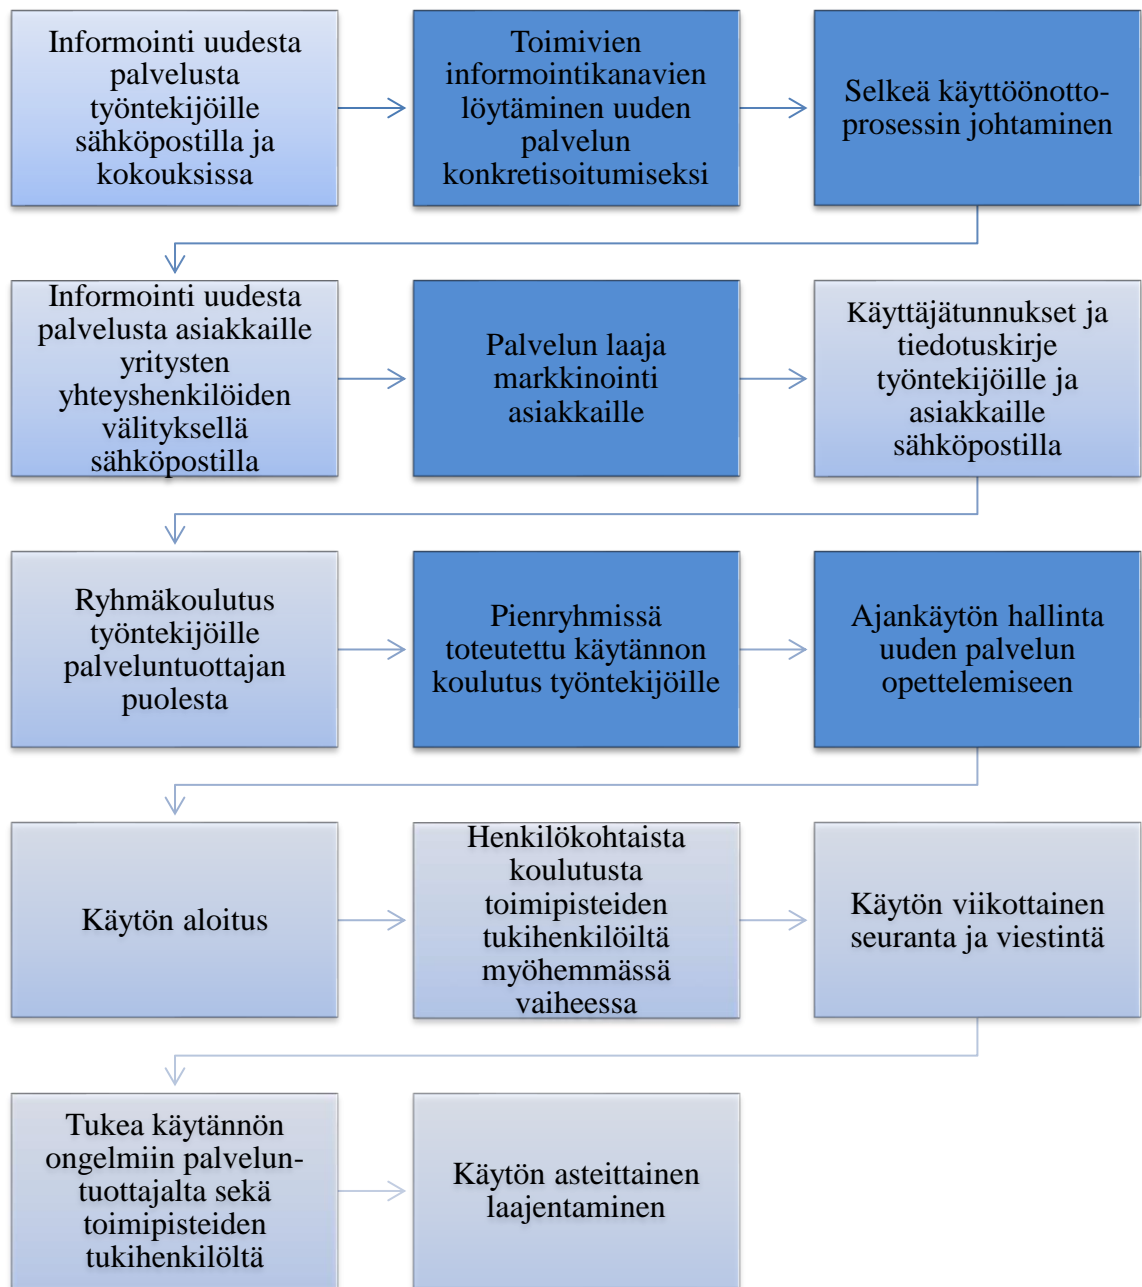 Informointi uudesta
palvelusta
työntekijöille
sähköpostilla ja
kokouksissa
Toimivien
informointikanavien
löytäminen uuden
palvelun
konkretisoitumiseksi
Selkeä käyttöönotto-
prosessin johtaminen
Informointi uudesta
palvelusta asiakkaille
yritysten
yhteyshenkilöiden
välityksellä
sähköpostilla
Palvelun laaja
markkinointi
asiakkaille
Käyttäjätunnukset ja
tiedotuskirje
työntekijöille ja
asiakkaille
sähköpostilla
Ryhmäkoulutus
työntekijöille
palveluntuottajan
puolesta
Pienryhmissä
toteutettu käytännon
koulutus työntekijöille
Ajankäytön hallinta
uuden palvelun
opettelemiseen
Käytön aloitus
Henkilökohtaista
koulutusta
toimipisteiden
tukihenkilöiltä
myöhemmässä
vaiheessa
Käytön viikottainen
seuranta ja viestintä
Tukea käytännön
ongelmiin palvelun-
tuottajalta sekä
toimipisteiden
tukihenkilöltä
Käytön asteittainen
laajentaminen